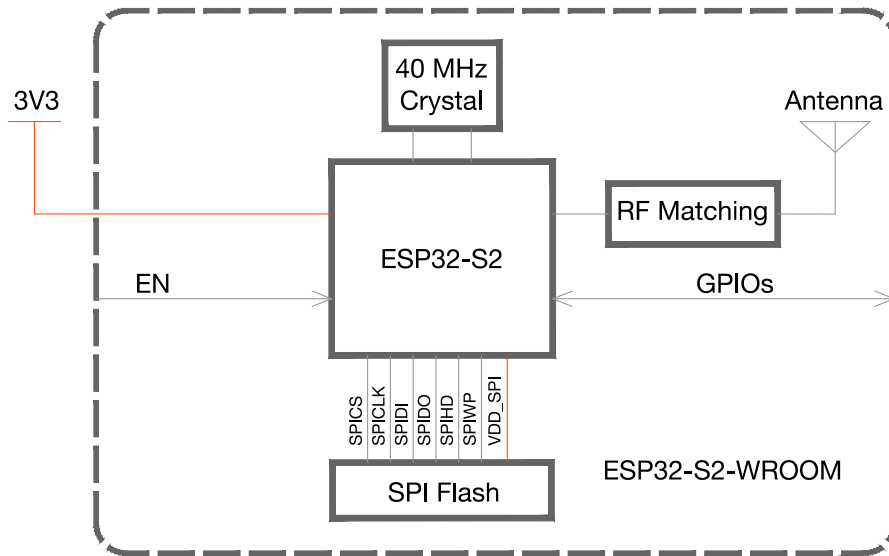 40 MHz
Crystal
3V3
Antenna
RF Matching
ESP32-S2
EN
GPIOs
SPICS
SPICLK
SPIDI
SPIDO
SPIHD
SPIWP
VDD_SPI
ESP32-S2-WROOM
SPI Flash